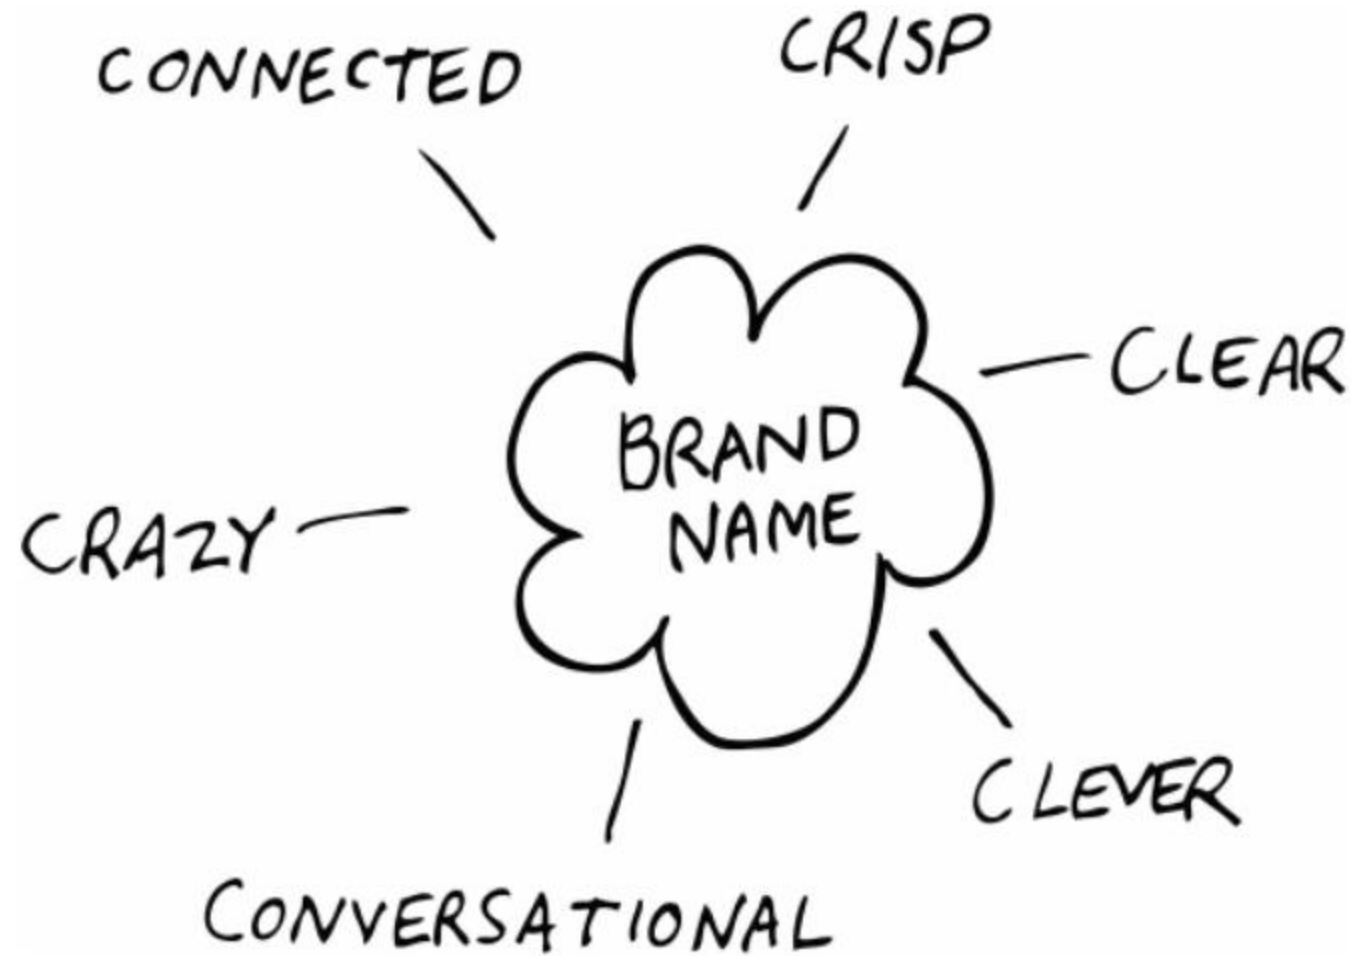 CONNECTED
CRISP
CLEAR
BRAND
NAME
CRAZY
CLEVER
CONVERSATIONAL